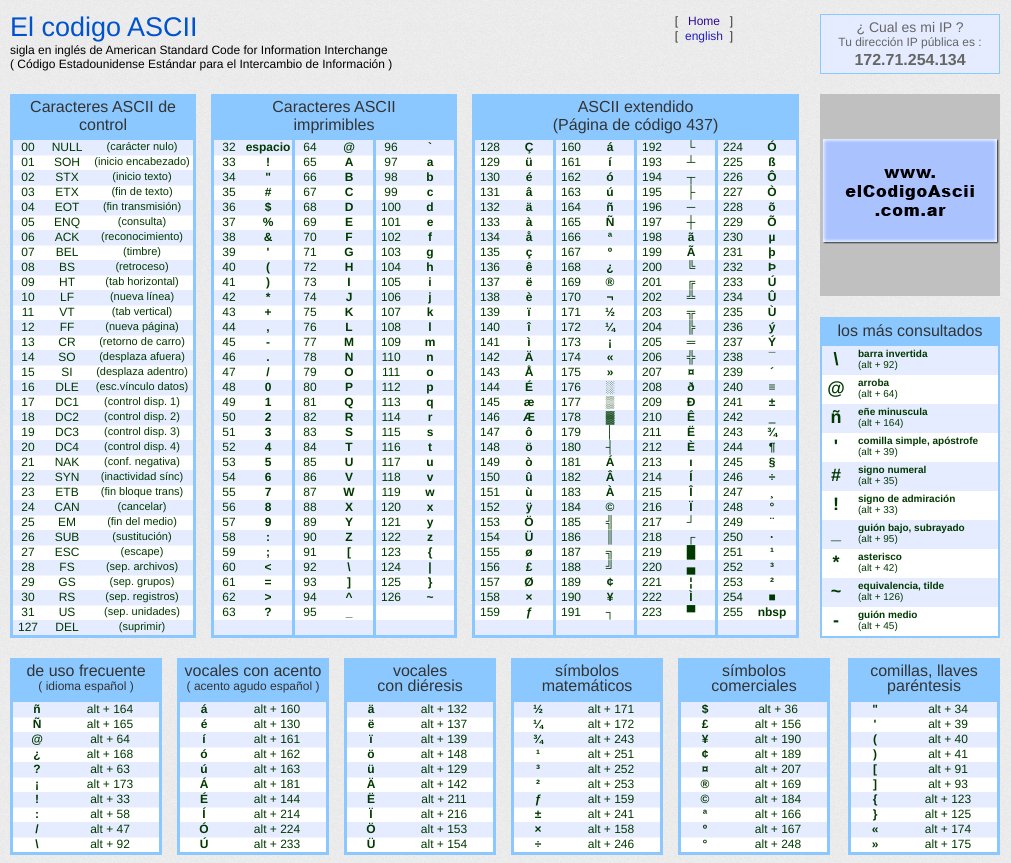 El codigo ASCII
sigla en inglés de American Standard Code for Information Interchange
( Código Estadounidense Estándar para el Intercambio de Información )
[ Home ]
[ english ]
¿ Cual es mi IP ?
Tu dirección IP pública es :
172.71.254.134
Caracteres ASCII de
control
00 NULL (carácter nulo)
01 SOH (inicio encabezado)
02 STX (inicio texto)
03 ETX (fin de texto)
04 EOT (fin transmisión)
05 ENQ (consulta)
06 ACK (reconocimiento)
07 BEL (timbre)
08 BS (retroceso)
09 HT (tab horizontal)
10 LF (nueva línea)
11 VT (tab vertical)
12 FF (nueva página)
13 CR (retorno de carro)
14 SO (desplaza afuera)
15 SI (desplaza adentro)
16 DLE (esc.vínculo datos)
17 DC1 (control disp. 1)
18 DC2 (control disp. 2)
19 DC3 (control disp. 3)
20 DC4 (control disp. 4)
21 NAK (conf. negativa)
22 SYN (inactividad sínc)
23 ETB (fin bloque trans)
24 CAN (cancelar)
25 EM (fin del medio)
26 SUB (sustitución)
27 ESC (escape)
28 FS (sep. archivos)
29 GS (sep. grupos)
30 RS (sep. registros)
31 US (sep. unidades)
127 DEL (suprimir)
Caracteres ASCII
imprimibles
32 espacio 64 @ 96 `
33 ! 65 A 97 a
34 " 66 B 98 b
35 # 67 C 99 c
36 $ 68 D 100 d
37 % 69 E 101 e
38 & 70 F 102 f
39 ' 71 G 103 g
40 ( 72 H 104 h
41 ) 73 I 105 i
42 * 74 J 106 j
43 + 75 K 107 k
44 , 76 L 108 l
45 - 77 M 109 m
46 . 78 N 110 n
47 / 79 O 111 o
48 0 80 P 112 p
49 1 81 Q 113 q
50 2 82 R 114 r
51 3 83 S 115 s
52 4 84 T 116 t
53 5 85 U 117 u
54 6 86 V 118 v
55 7 87 W 119 w
56 8 88 X 120 x
57 9 89 Y 121 y
58 : 90 Z 122 z
59 ; 91 [ 123 {
60 < 92 \ 124 |
61 = 93 ] 125 }
62 > 94 ^ 126 ~
63 ? 95 _
ASCII extendido
(Página de código 437)
128 Ç 160 á 192 └ 224 Ó
129 ü 161 í 193 ┴ 225 ß
130 é 162 ó 194 ┬ 226 Ô
131 â 163 ú 195 ├ 227 Ò
132 ä 164 ñ 196 ─ 228 õ
133 à 165 Ñ 197 ┼ 229 Õ
134 å 166 ª 198 ã 230 µ
135 ç 167 º 199 Ã 231 þ
136 ê 168 ¿ 200 ╚ 232 Þ
137 ë 169 ® 201 ╔ 233 Ú
138 è 170 ¬ 202 ╩ 234 Û
139 ï 171 ½ 203 ╦ 235 Ù
140 î 172 ¼ 204 ╠ 236 ý
141 ì 173 ¡ 205 ═ 237 Ý
142 Ä 174 « 206 ╬ 238 ¯
143 Å 175 » 207 ¤ 239 ´
144 É 176 ░ 208 ð 240 ≡
145 æ 177 ▒ 209 Ð 241 ±
146 Æ 178 ▓ 210 Ê 242 ‗
147 ô 179 │ 211 Ë 243 ¾
148 ö 180 ┤ 212 È 244 ¶
149 ò 181 Á 213 ı 245 §
150 û 182 Â 214 Í 246 ÷
151 ù 183 À 215 Î 247 ¸
152 ÿ 184 © 216 Ï 248 °
153 Ö 185 ╣ 217 ┘ 249 ¨
154 Ü 186 ║ 218 ┌ 250 ·
155 ø 187 ╗ 219 █ 251 ¹
156 £ 188 ╝ 220 ▄ 252 ³
157 Ø 189 ¢ 221 ¦ 253 ²
158 × 190 ¥ 222 Ì 254 ■
159 ƒ 191 ┐ 223 ▀ 255 nbsp
www.
elCodigoAscii
.com.ar
los más consultados
\ barra invertida
(alt + 92)
@ arroba
(alt + 64)
ñ eñe minuscula
(alt + 164)
' comilla simple, apóstrofe
(alt + 39)
# signo numeral
(alt + 35)
! signo de admiración
(alt + 33)
_ guión bajo, subrayado
(alt + 95)
* asterisco
(alt + 42)
~ equivalencia, tilde
(alt + 126)
- guión medio
(alt + 45)
de uso frecuente
( idioma español )
ñ alt + 164
Ñ alt + 165
@ alt + 64
¿ alt + 168
? alt + 63
¡ alt + 173
! alt + 33
: alt + 58
/ alt + 47
\ alt + 92
vocales con acento
( acento agudo español )
á alt + 160
é alt + 130
í alt + 161
ó alt + 162
ú alt + 163
Á alt + 181
É alt + 144
Í alt + 214
Ó alt + 224
Ú alt + 233
vocales
con diéresis
ä alt + 132
ë alt + 137
ï alt + 139
ö alt + 148
ü alt + 129
Ä alt + 142
Ë alt + 211
Ï alt + 216
Ö alt + 153
Ü alt + 154
símbolos
matemáticos
½ alt + 171
¼ alt + 172
¾ alt + 243
¹ alt + 251
³ alt + 252
² alt + 253
ƒ alt + 159
± alt + 241
× alt + 158
÷ alt + 246
símbolos
comerciales
$ alt + 36
£ alt + 156
¥ alt + 190
¢ alt + 189
¤ alt + 207
® alt + 169
© alt + 184
ª alt + 166
º alt + 167
° alt + 248
comillas, llaves
paréntesis
" alt + 34
' alt + 39
( alt + 40
) alt + 41
[ alt + 91
] alt + 93
{ alt + 123
} alt + 125
« alt + 174
» alt + 175